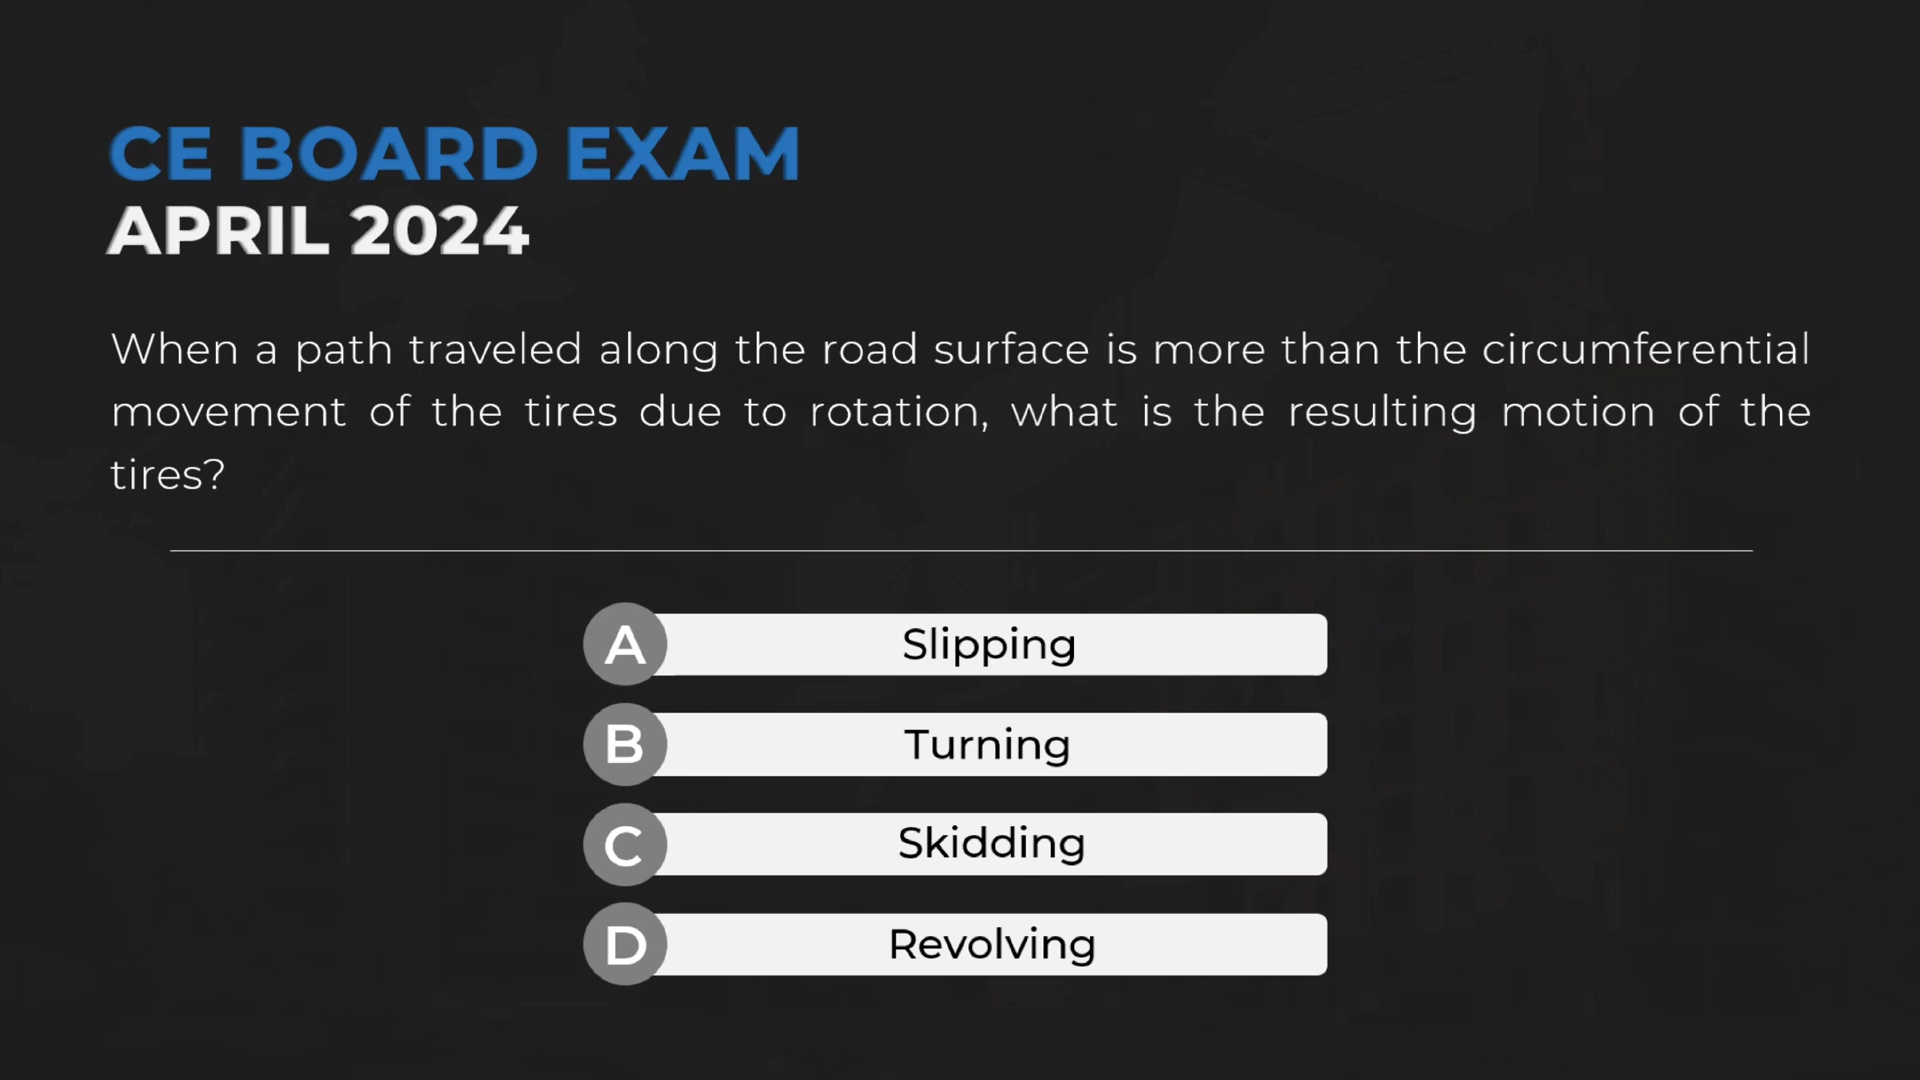 CE BOARD EXAM
APRIL 2024
When a path traveled along the road surface is more than the circumferential
movement of the tires due to rotation, what is the resulting motion of the
tires?
A Slipping
B Turning
C Skidding
D Revolving